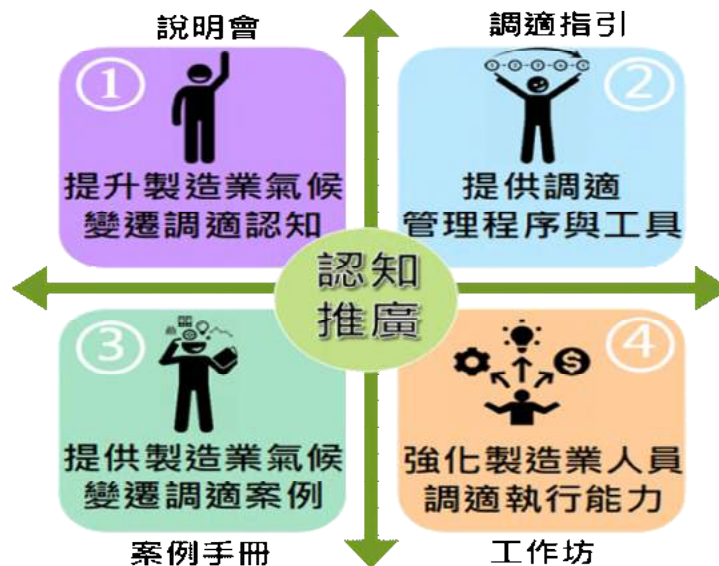 說明會
調適指引
①
提升製造業氣候
變遷調適認知
②
提供調適
管理程序與工具
認知
推廣
③
提供製造業氣候
變遷調適案例
④
強化製造業人員
調適執行能力
案例手冊
工作坊